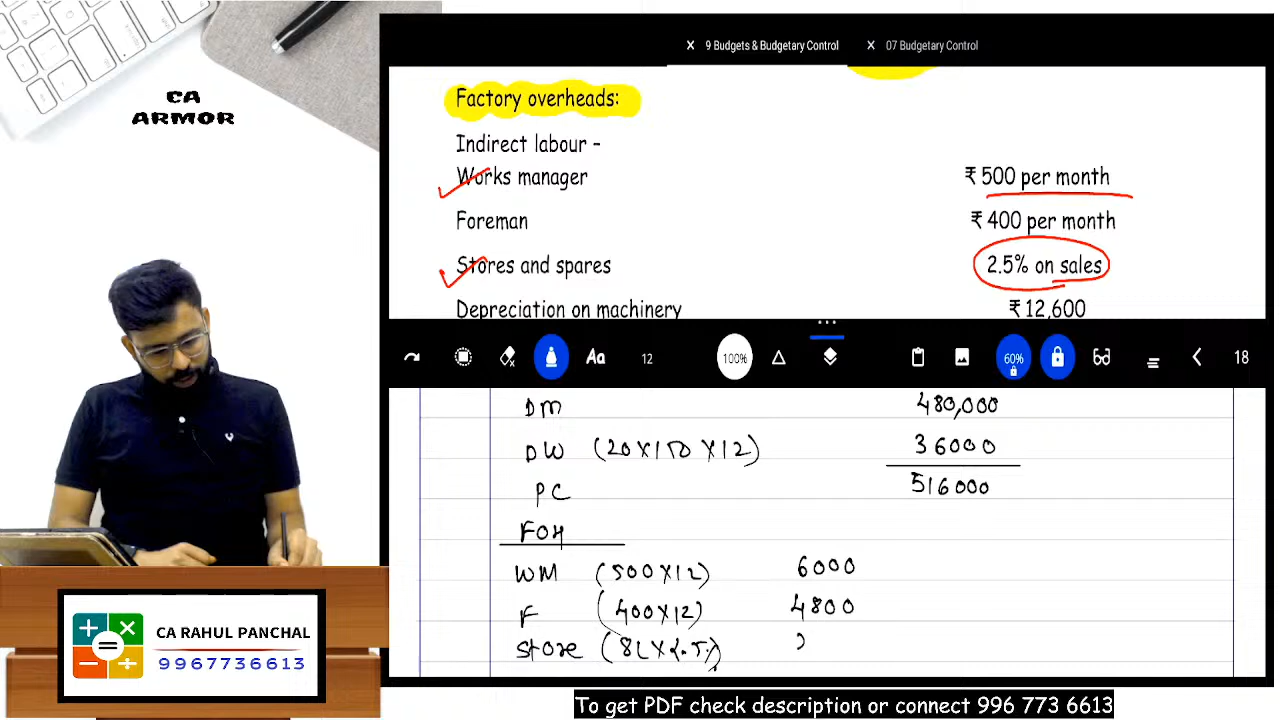 CA
ARMOR
9 Budgets & Budgetary Control
07 Budgetary Control
Factory overheads:
Indirect labour –
Works manager ₹ 500 per month
Foreman ₹ 400 per month
Stores and spares 2.5% on sales
Depreciation on machinery ₹ 12,600
Aa 12 100% 60% 18
DM 480,000
DW (20X150X12) 36000
PC 516000
FOH
WM (500X12) 6000
F (400X12) 4800
Store (8LX2.5%)
CA RAHUL PANCHAL
9967736613
To get PDF check description or connect 996 773 6613